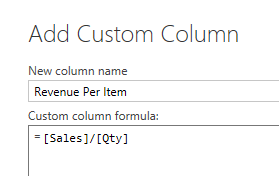 Add Custom Column
New column name
Revenue Per Item
Custom column formula:
=[Sales]/[Qty]